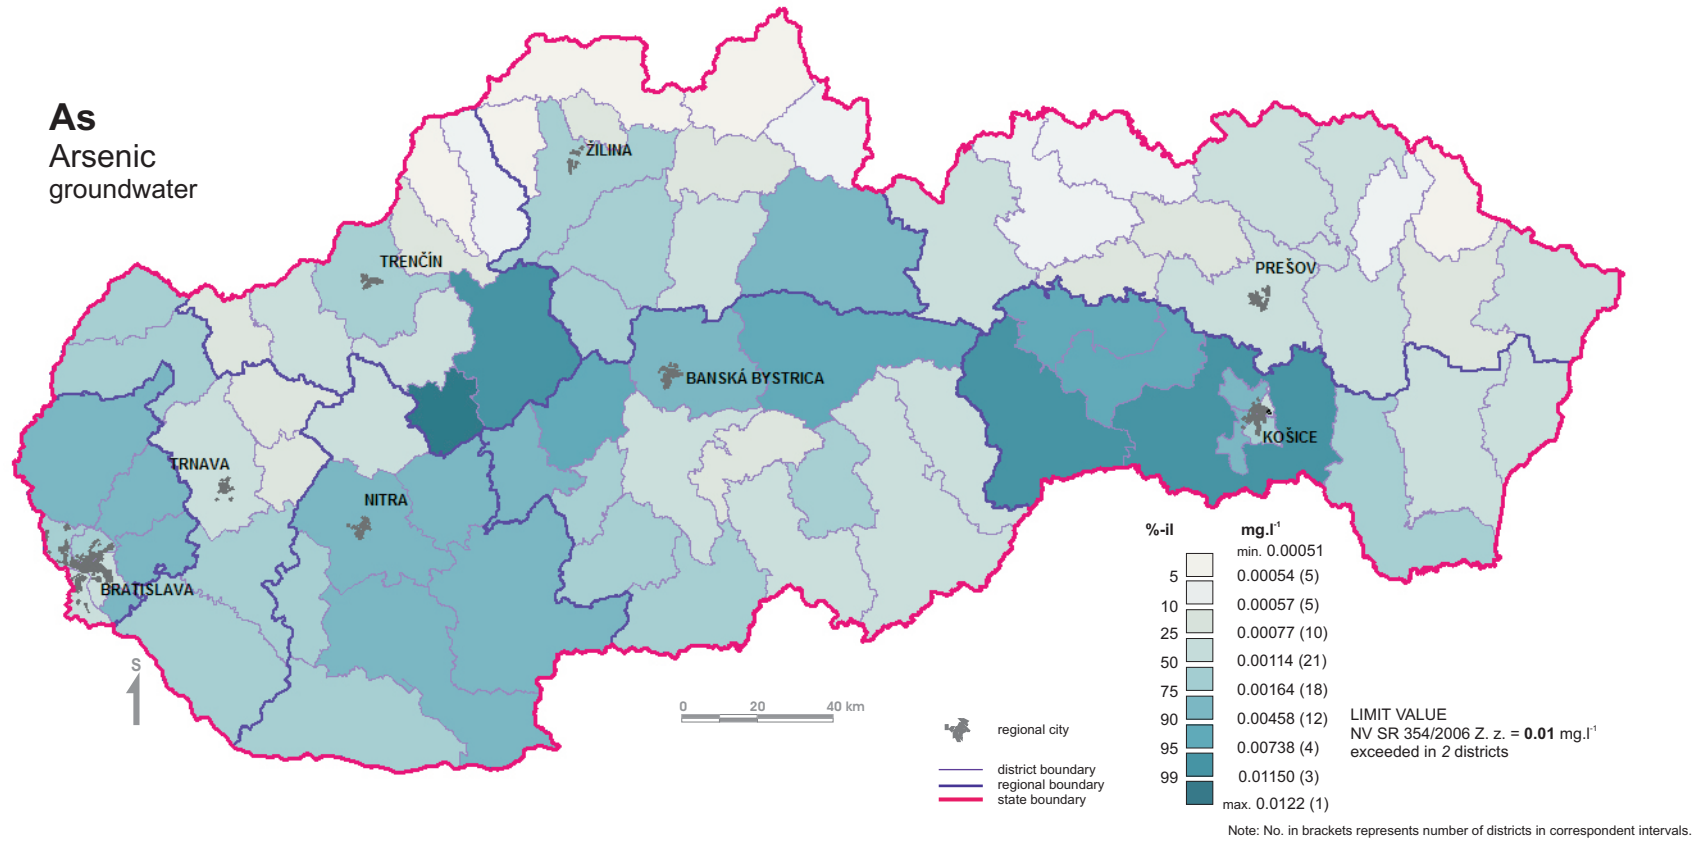 As
Arsenic
groundwater
ŽILINA
TRENČÍN
PREŠOV
BANSKÁ BYSTRICA
KOŠICE
TRNAVA
NITRA
BRATISLAVA
S
0 20 40 km
regional city
district boundary
regional boundary
state boundary
%-il mg.l-1
min. 0.00051
5 0.00054 (5)
10 0.00057 (5)
25 0.00077 (10)
50 0.00114 (21)
75 0.00164 (18)
90 0.00458 (12)
95 0.00738 (4)
99 0.01150 (3)
max. 0.0122 (1)
LIMIT VALUE
NV SR 354/2006 Z. z. = 0.01 mg.l-1
exceeded in 2 districts
Note: No. in brackets represents number of districts in correspondent intervals.